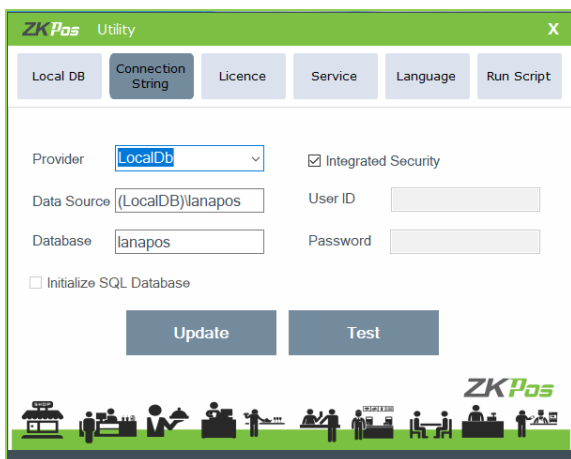 ZKPos Utility X
Local DB
Connection
String
Licence
Service
Language
Run Script
Provider LocalDb
Integrated Security
Data Source (LocalDB)\lanapos
User ID
Database lanapos
Password
Initialize SQL Database
Update
Test
ZKPos
SHOP